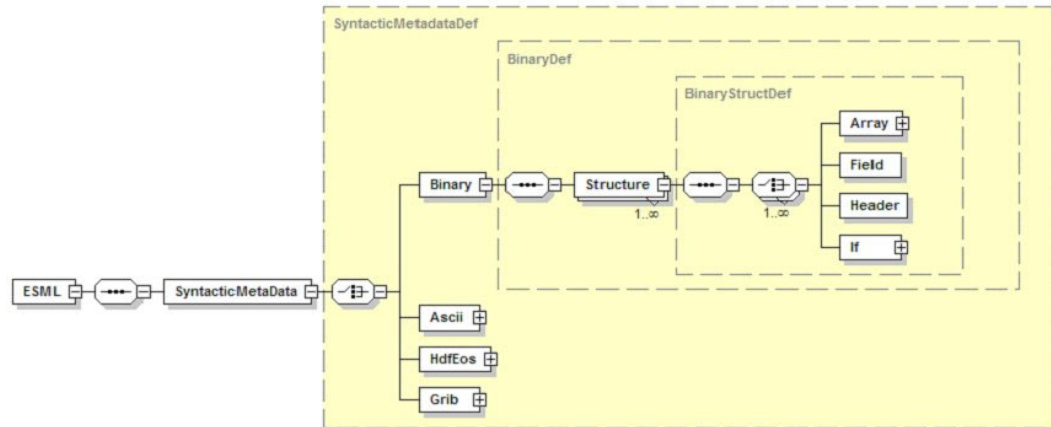 SyntacticMetadataDef
BinaryDef
BinaryStructDef
Array
Field
Binary
Structure
1..∞
1..∞
Header
If
ESML
SyntacticMetaData
Ascii
HdfEos
Grib